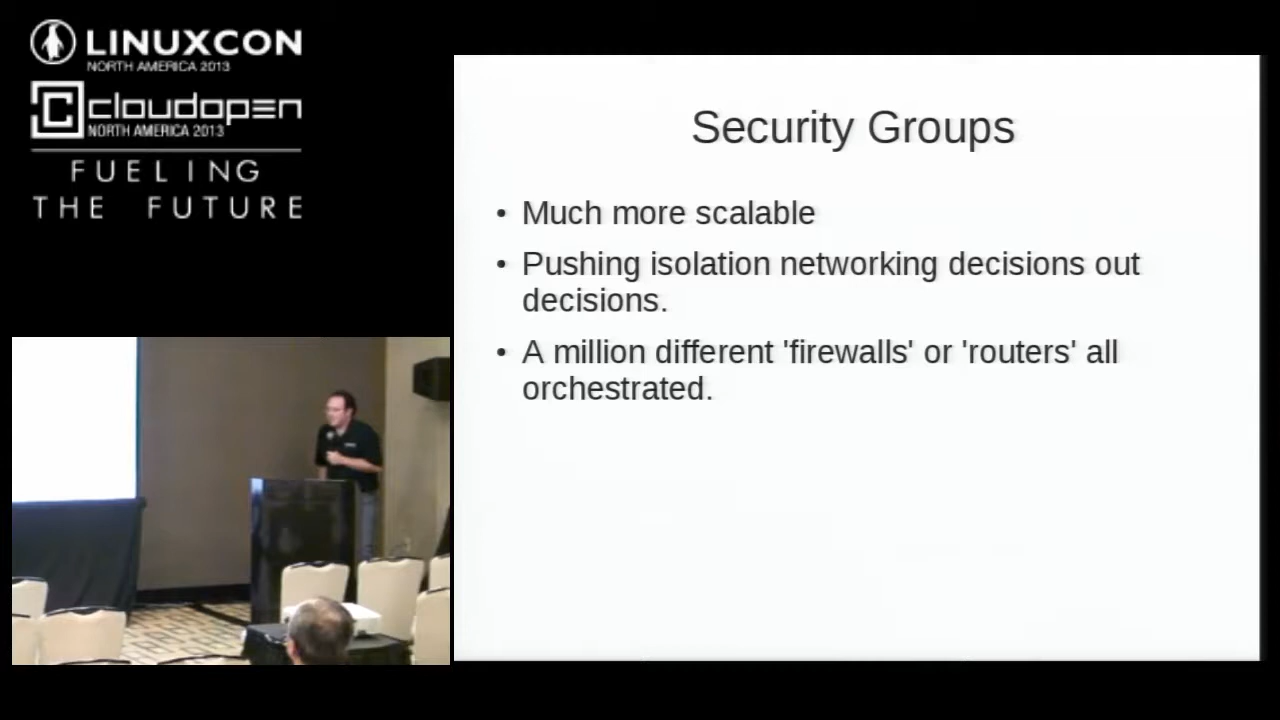 LINUXCON
NORTH AMERICA 2013
cloudopen
NORTH AMERICA 2013
FUELING
THE FUTURE
Security Groups
• Much more scalable
• Pushing isolation networking decisions out
decisions.
• A million different 'firewalls' or 'routers' all
orchestrated.